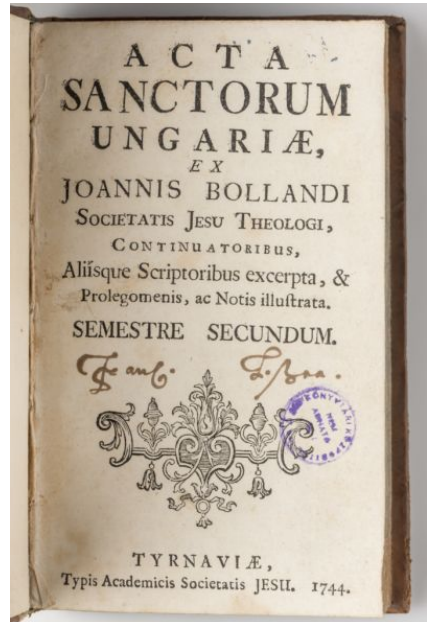 ACTA
SANCTORUM
UNGARIÆ,
EX
JOANNIS BOLLANDI
SOCIETATIS JESU THEOLOGI,
CONTINUATORIBUS,
Aliiſque Scriptoribus excerpta, &
Prolegomenis, ac Notis illuſtrata.
SEMESTRE SECUNDUM.
TYRNAVIÆ,
Typis Academicis Societatis JESU. 1744.